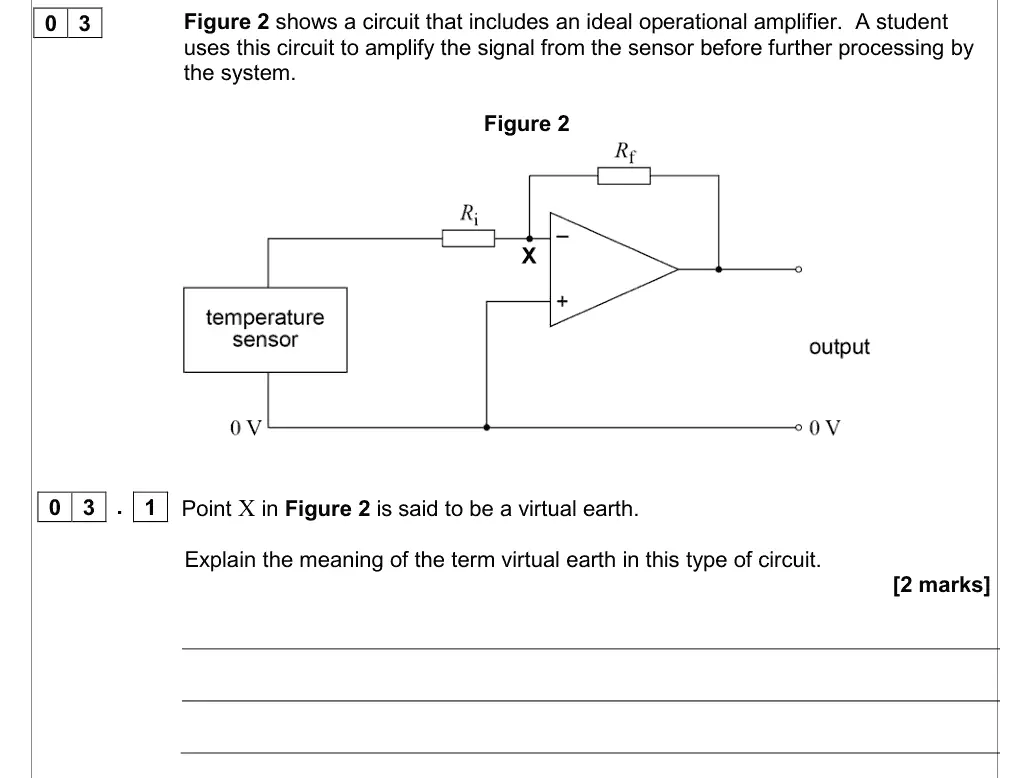 0 3
Figure 2 shows a circuit that includes an ideal operational amplifier. A student
uses this circuit to amplify the signal from the sensor before further processing by
the system.
Figure 2
Rf
Ri
−
X
+
temperature
sensor
output
0 V
0 V
0 3 . 1
Point X in Figure 2 is said to be a virtual earth.
Explain the meaning of the term virtual earth in this type of circuit.
[2 marks]